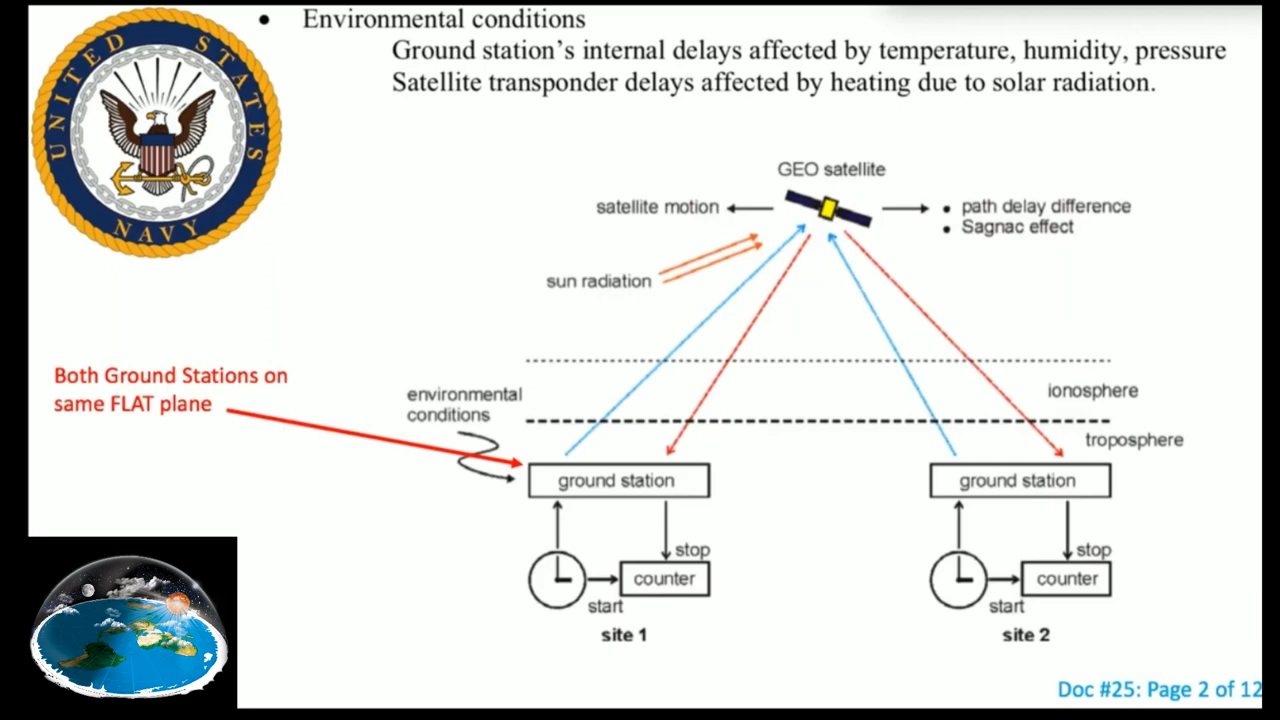 • Environmental conditions
Ground station’s internal delays affected by temperature, humidity, pressure
Satellite transponder delays affected by heating due to solar radiation.
UNITED STATES
NAVY
GEO satellite
satellite motion
• path delay difference
• Sagnac effect
sun radiation
Both Ground Stations on
same FLAT plane
environmental
conditions
ionosphere
troposphere
ground station
ground station
stop
stop
counter
counter
start
start
site 1
site 2
Doc #25: Page 2 of 12